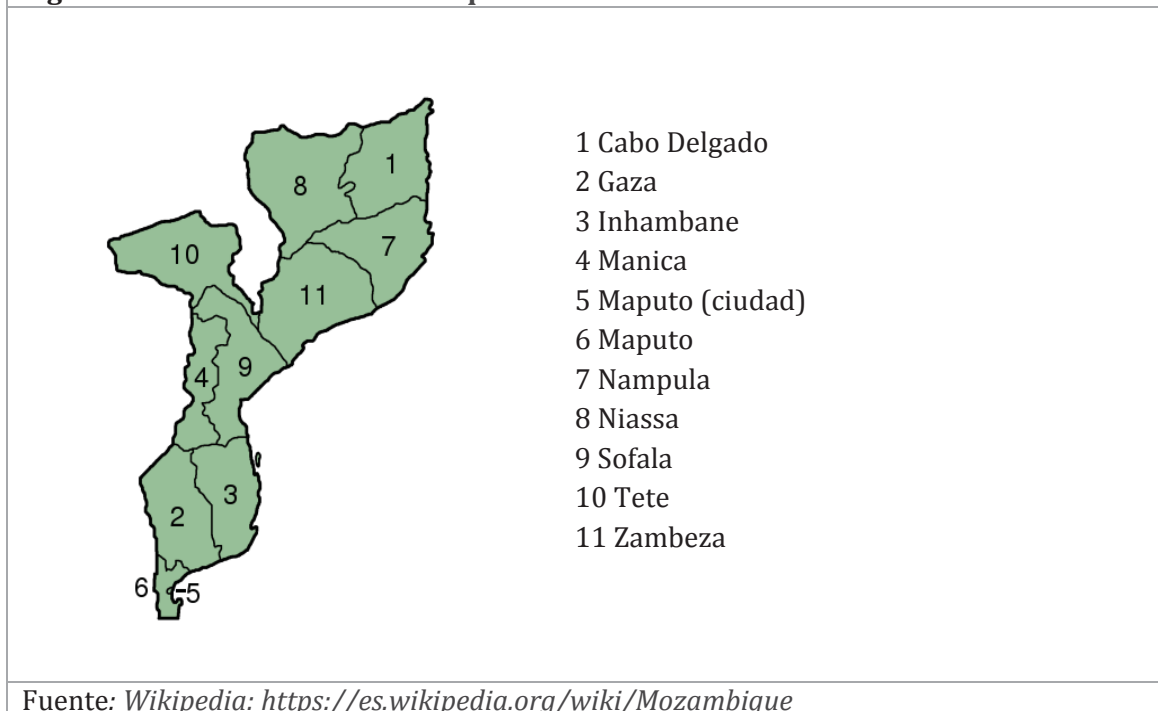 1 Cabo Delgado
2 Gaza
3 Inhambane
4 Manica
5 Maputo (ciudad)
6 Maputo
7 Nampula
8 Niassa
9 Sofala
10 Tete
11 Zambeza
1
8
7
10
11
9
4
3
2
6
5
Fuente: Wikipedia: https://es.wikipedia.org/wiki/Mozambique